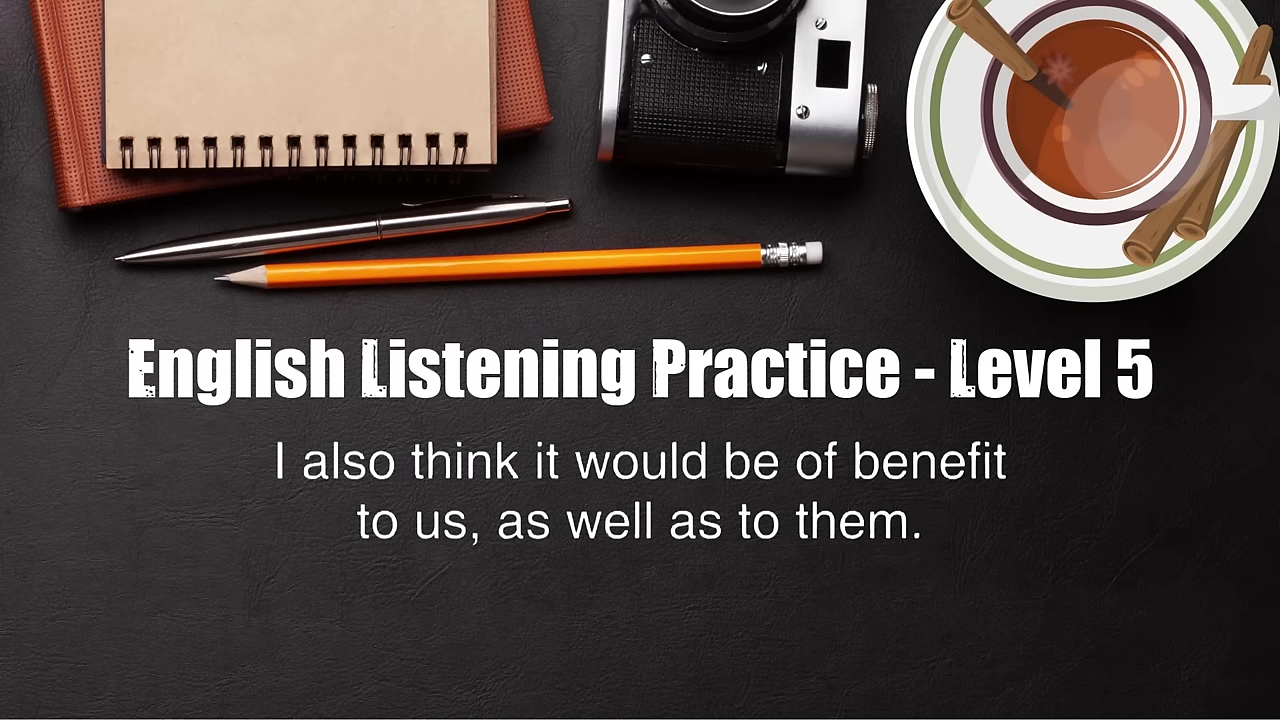 English Listening Practice - Level 5
I also think it would be of benefit
to us, as well as to them.